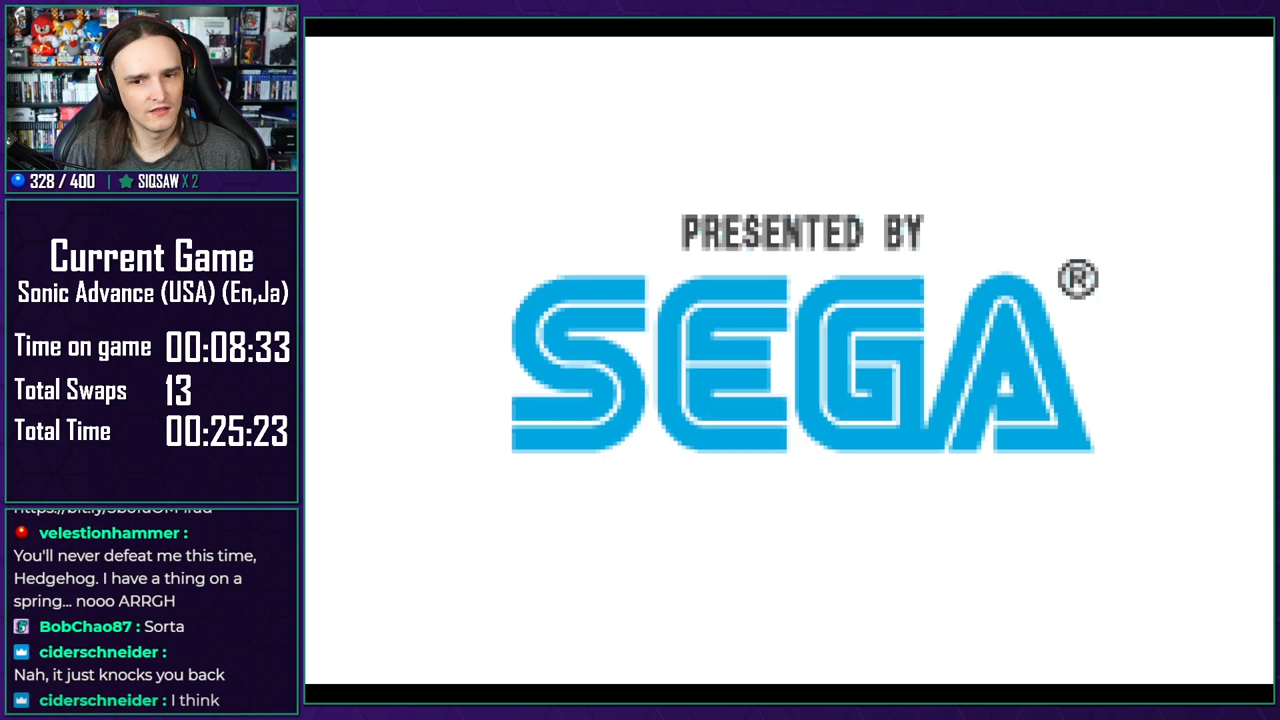 328 / 400 | SIQSAW X 2
Current Game
Sonic Advance (USA) (En,Ja)
Time on game 00:08:33
Total Swaps 13
Total Time 00:25:23
velestionhammer :
You'll never defeat me this time,
Hedgehog. I have a thing on a
spring... nooo ARRGH
BobChao87 : Sorta
ciderschneider :
Nah, it just knocks you back
ciderschneider : I think
PRESENTED BY
SEGA®